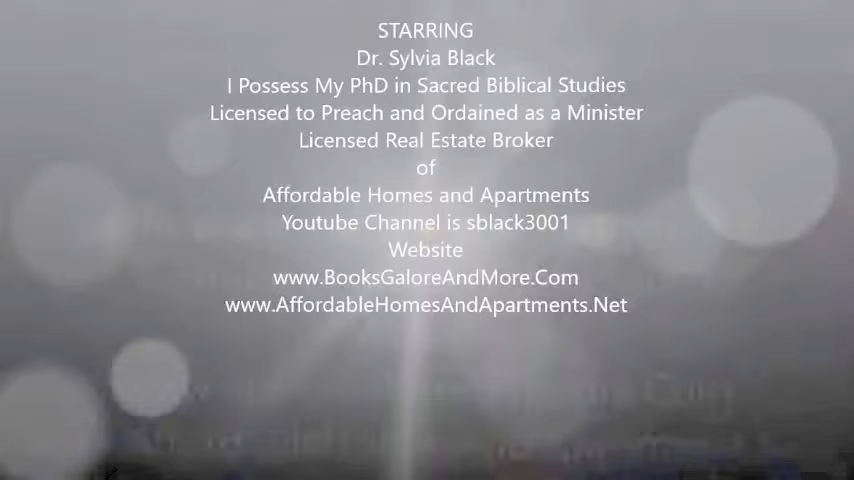 STARRING
Dr. Sylvia Black
I Possess My PhD in Sacred Biblical Studies
Licensed to Preach and Ordained as a Minister
Licensed Real Estate Broker
of
Affordable Homes and Apartments
Youtube Channel is sblack3001
Website
www.BooksGaloreAndMore.Com
www.AffordableHomesAndApartments.Net